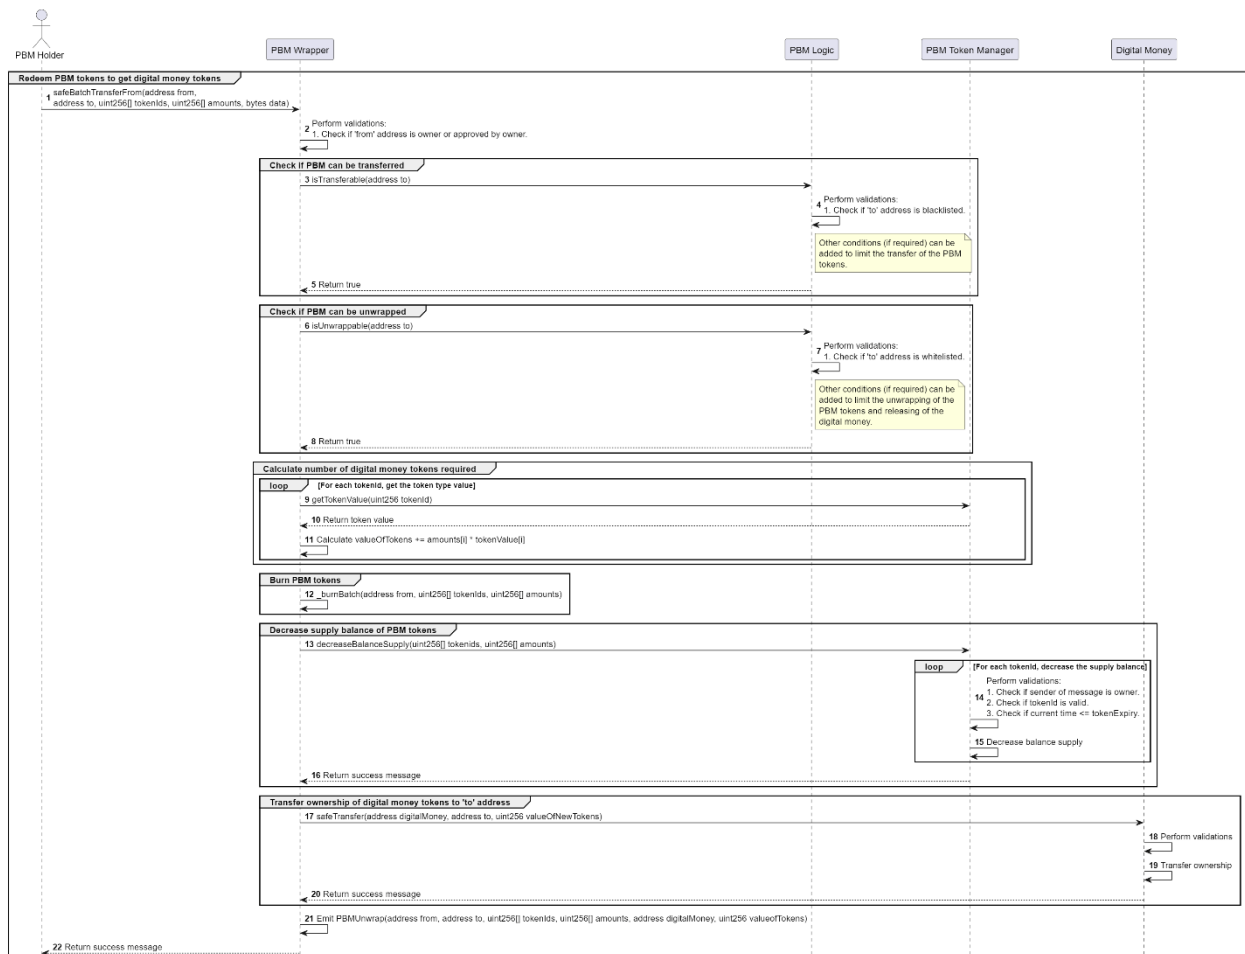 PBM Holder
PBM Wrapper
PBM Logic
PBM Token Manager
Digital Money
Redeem PBM tokens to get digital money tokens
1 safeBatchTransferFrom(address from,
address to, uint256[] tokenIds, uint256[] amounts, bytes data)
2 Perform validations:
1. Check if 'from' address is owner or approved by owner.
Check if PBM can be transferred
3 isTransferable(address to)
4 Perform validations:
1. Check if 'to' address is blacklisted.
Other conditions (if required) can be
added to limit the transfer of the PBM
tokens.
5 Return true
Check if PBM can be unwrapped
6 isUnwrappable(address to)
7 Perform validations:
1. Check if 'to' address is whitelisted.
Other conditions (if required) can be
added to limit the unwrapping of the
PBM tokens and releasing of the
digital money.
8 Return true
Calculate number of digital money tokens required
loop [For each tokenId, get the token type value]
9 getTokenValue(uint256 tokenId)
10 Return token value
11 Calculate valueOfTokens += amounts[i] * tokenValue[i]
Burn PBM tokens
12 _burnBatch(address from, uint256[] tokenIds, uint256[] amounts)
Decrease supply balance of PBM tokens
13 decreaseBalanceSupply(uint256[] tokenids, uint256[] amounts)
loop [For each tokenId, decrease the supply balance]
Perform validations:
1. Check if sender of message is owner.
14 2. Check if tokenId is valid.
3. Check if current time <= tokenExpiry.
15 Decrease balance supply
16 Return success message
Transfer ownership of digital money tokens to 'to' address
17 safeTransfer(address digitalMoney, address to, uint256 valueOfNewTokens)
18 Perform validations
19 Transfer ownership
20 Return success message
21 Emit PBMUnwrap(address from, address to, uint256[] tokenIds, uint256[] amounts, address digitalMoney, uint256 valueofTokens)
22 Return success message